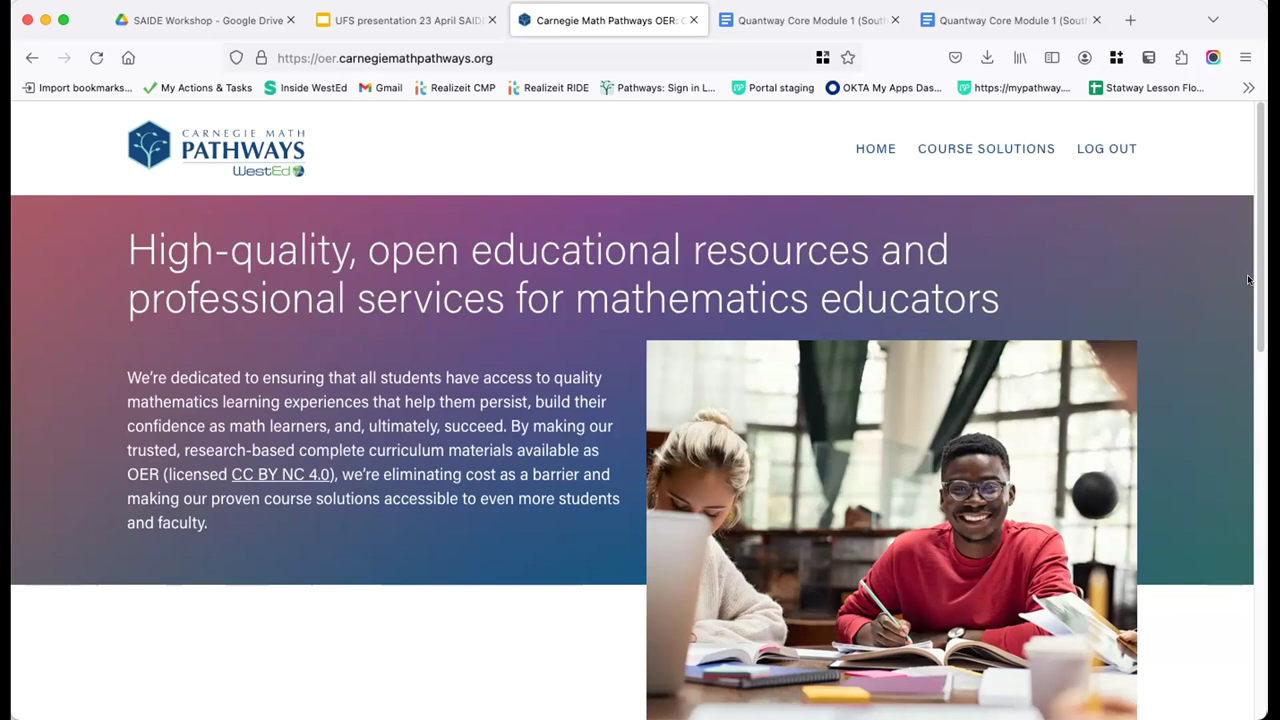 SAIDE Workshop - Google Drive
UFS presentation 23 April SAID
Carnegie Math Pathways OER: C
Quantway Core Module 1 (South
Quantway Core Module 1 (South
https://oer.carnegiemathpathways.org
Import bookmarks...
My Actions & Tasks
Inside WestEd
Gmail
Realizeit CMP
Realizeit RIDE
Pathways: Sign in L...
Portal staging
OKTA My Apps Das...
https://mypathway....
Statway Lesson Flo...
CARNEGIE MATH
PATHWAYS
WestEd
HOME
COURSE SOLUTIONS
LOG OUT
High-quality, open educational resources and
professional services for mathematics educators
We're dedicated to ensuring that all students have access to quality
mathematics learning experiences that help them persist, build their
confidence as math learners, and, ultimately, succeed. By making our
trusted, research-based complete curriculum materials available as
OER (licensed CC BY NC 4.0), we're eliminating cost as a barrier and
making our proven course solutions accessible to even more students
and faculty.